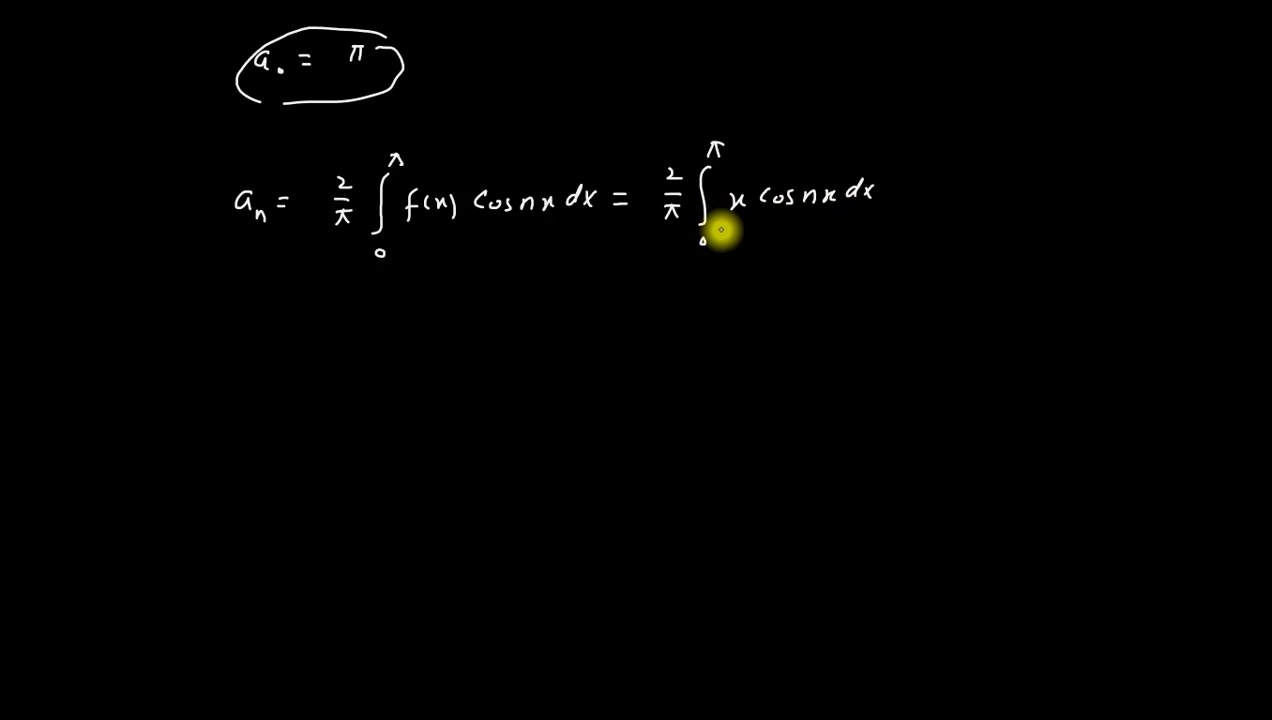 a₀ = π
aₙ = 2/π ∫₀^π f(x) cos nx dx = 2/π ∫₀^π x cos nx dx